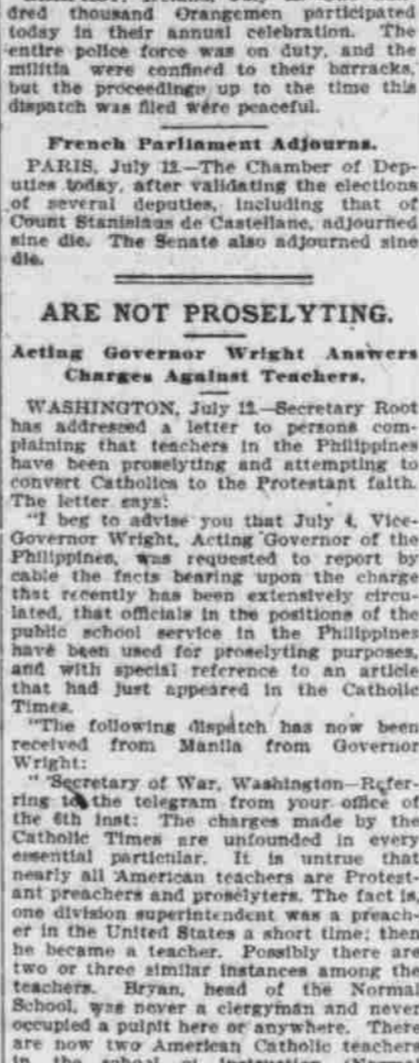 dred thousand Orangemen participated
today in their annual celebration. The
entire police force was on duty, and the
militia were confined to their barracks,
but the proceedings up to the time this
dispatch was filed were peaceful.
French Parliament Adjourns.
PARIS, July 12.—The Chamber of Dep-
uties today, after validating the elections
of several deputies, including that of
Count Stanislaus de Castellane, adjourned
sine die. The Senate also adjourned sine
die.
ARE NOT PROSELYTING.
Acting Governor Wright Answers
Charges Against Teachers.
WASHINGTON, July 12.—Secretary Root
has addressed a letter to persons com-
plaining that teachers in the Philippines
have been proselyting and attempting to
convert Catholics to the Protestant faith.
The letter says:
"I beg to advise you that July 4, Vice-
Governor Wright, Acting Governor of the
Philippines, was requested to report by
cable the facts bearing upon the charge
that recently has been extensively circu-
lated, that officials in the positions of the
public school service in the Philippines
have been used for proselyting purposes,
and with special reference to an article
that had just appeared in the Catholic
Times.
"The following dispatch has now been
received from Manila from Governor
Wright:
" 'Secretary of War, Washington—Refer-
ring to the telegram from your office of
the 6th inst: The charges made by the
Catholic Times are unfounded in every
essential particular. It is untrue that
nearly all American teachers are Protest-
ant preachers and proselyters. The fact is,
one division superintendent was a preach-
er in the United States a short time; then
he became a teacher. Possibly there are
two or three similar instances among the
teachers. Bryan, head of the Normal
School, was never a clergyman and never
occupied a pulpit here or anywhere. There
are now two American Catholic teachers
in the school